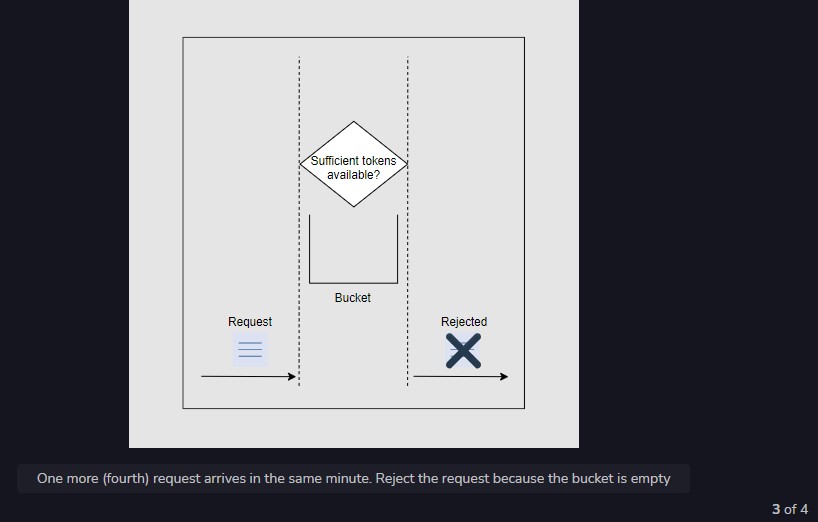 Sufficient tokens
available?
Bucket
Request
Rejected
One more (fourth) request arrives in the same minute. Reject the request because the bucket is empty
3 of 4